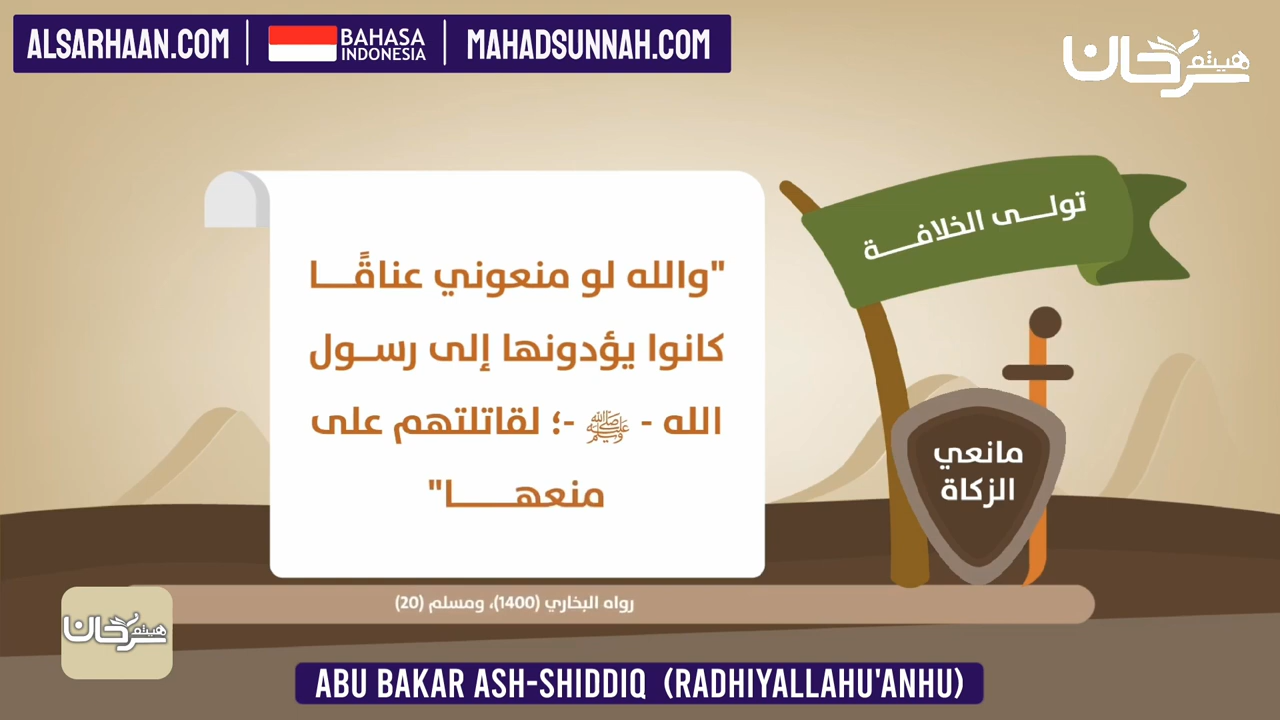 ALSARHAAN.COM
BAHASA
INDONESIA
MAHADSUNNAH.COM
هيثم
سرحان
تولى الخلافة
"والله لو منعوني عناقًا
كانوا يؤدونها إلى رسول
الله - ﷺ -؛ لقاتلتهم على
منعها"
مانعي
الزكاة
رواه البخاري (1400)، ومسلم (20)
هيثم
سرحان
ABU BAKAR ASH-SHIDDIQ (RADHIYALLAHU'ANHU)